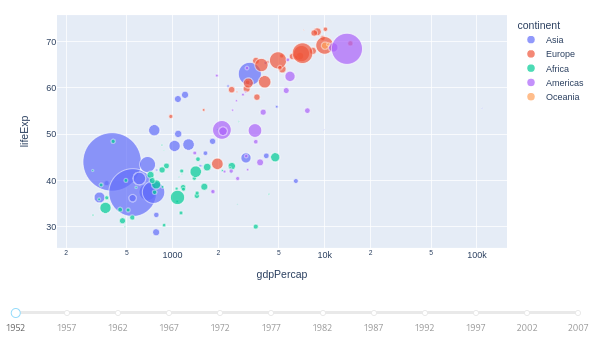 continent
Asia
Europe
Africa
Americas
Oceania
lifeExp
70
60
50
40
30
2 5 1000 2 5 10k 2 5 100k
gdpPercap
1952 1957 1962 1967 1972 1977 1982 1987 1992 1997 2002 2007